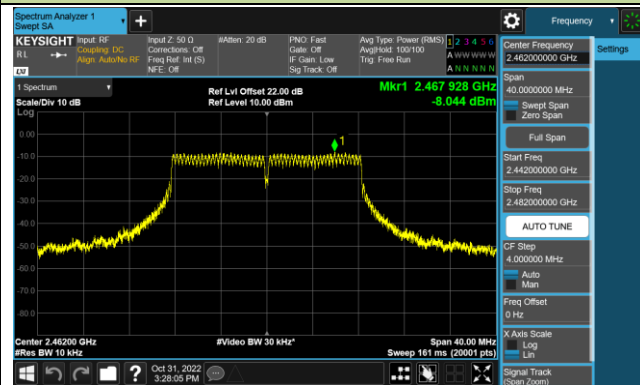 Spectrum Analyzer 1
Swept SA
Frequency
KEYSIGHT
Input: RF
Input Z: 50 Ω
#Atten: 20 dB
PNO: Fast
Avg Type: Power (RMS)
1 2 3 4 5 6
RL
Coupling: DC
Corrections: Off
Gate: Off
Avg|Hold: 100/100
A W W W W W
Align: Auto/No RF
Freq Ref: Int (S)
IF Gain: Low
Trig: Free Run
LXI
NFE: Off
Sig Track: Off
A N N N N N
1 Spectrum
Ref Lvl Offset 22.00 dB
Mkr1 2.467 928 GHz
Scale/Div 10 dB
Ref Level 10.00 dBm
-8.044 dBm
Log
1
0.00
-10.0
-20.0
-30.0
-40.0
-50.0
-60.0
-70.0
-80.0
Center 2.46200 GHz
#Video BW 30 kHz*
Span 40.00 MHz
#Res BW 10 kHz
Sweep 161 ms (20001 pts)
Oct 31, 2022
3:28:05 PM
?
Center Frequency
2.462000000 GHz
Settings
Span
40.0000000 MHz
Swept Span
Zero Span
Full Span
Start Freq
2.442000000 GHz
Stop Freq
2.482000000 GHz
AUTO TUNE
CF Step
4.000000 MHz
Auto
Man
Freq Offset
0 Hz
X Axis Scale
Log
Lin
Signal Track
(Span Zoom)